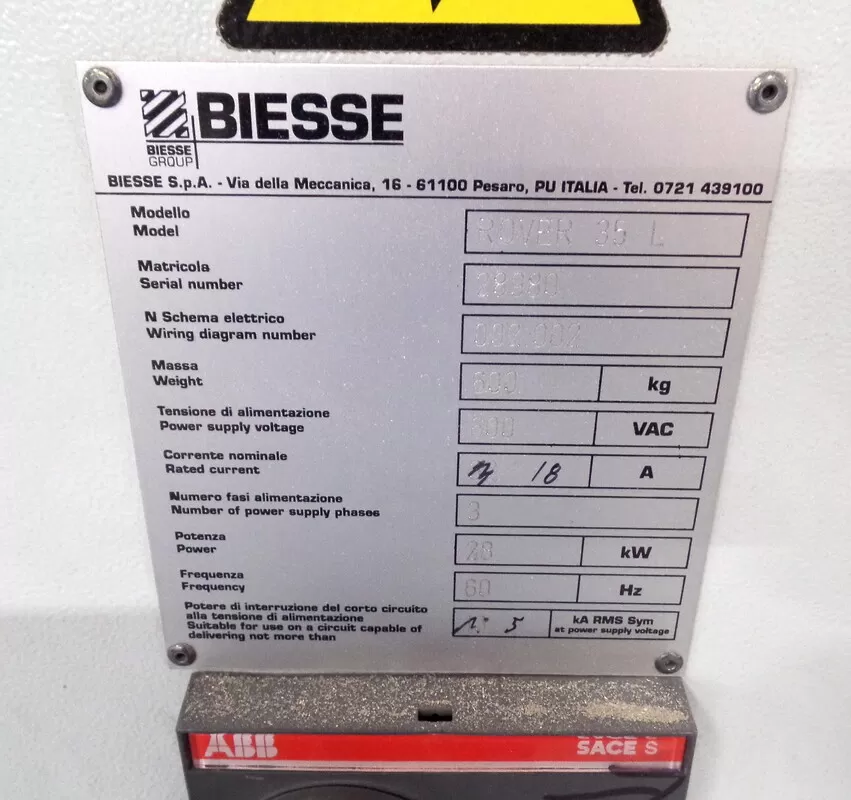 BIESSE
BIESSE
GROUP
BIESSE S.p.A. - Via della Meccanica, 16 - 61100 Pesaro, PU ITALIA - Tel. 0721 439100
Modello
Model
ROVER 35 L
Matricola
Serial number
N Schema elettrico
Wiring diagram number
Massa
Weight
kg
Tensione di alimentazione
Power supply voltage
VAC
Corrente nominale
Rated current
18
A
Numero fasi alimentazione
Number of power supply phases
3
Potenza
Power
20
kW
Frequenza
Frequency
60
Hz
Potere di interruzione del corto circuito
alla tensione di alimentazione
Suitable for use on a circuit capable of
delivering not more than
5
kA RMS Sym
at power supply voltage
ABB
SACE S